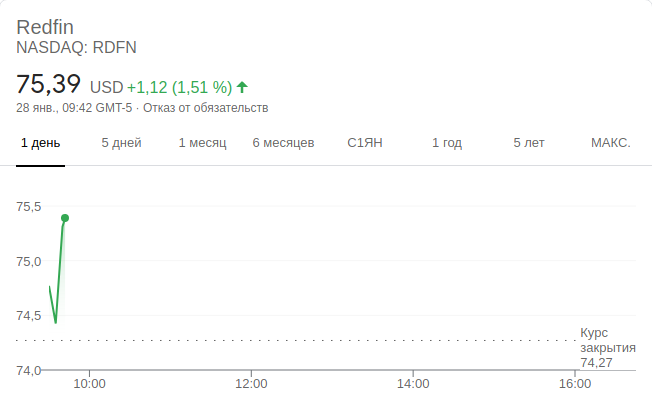 Redfin
NASDAQ: RDFN
75,39 USD +1,12 (1,51 %)
28 янв., 09:42 GMT-5 · Отказ от обязательств
1 день 5 дней 1 месяц 6 месяцев С1ЯН 1 год 5 лет МАКС.
75,5
75,0
74,5
74,0
Курс
закрытия
74,27
10:00 12:00 14:00 16:00